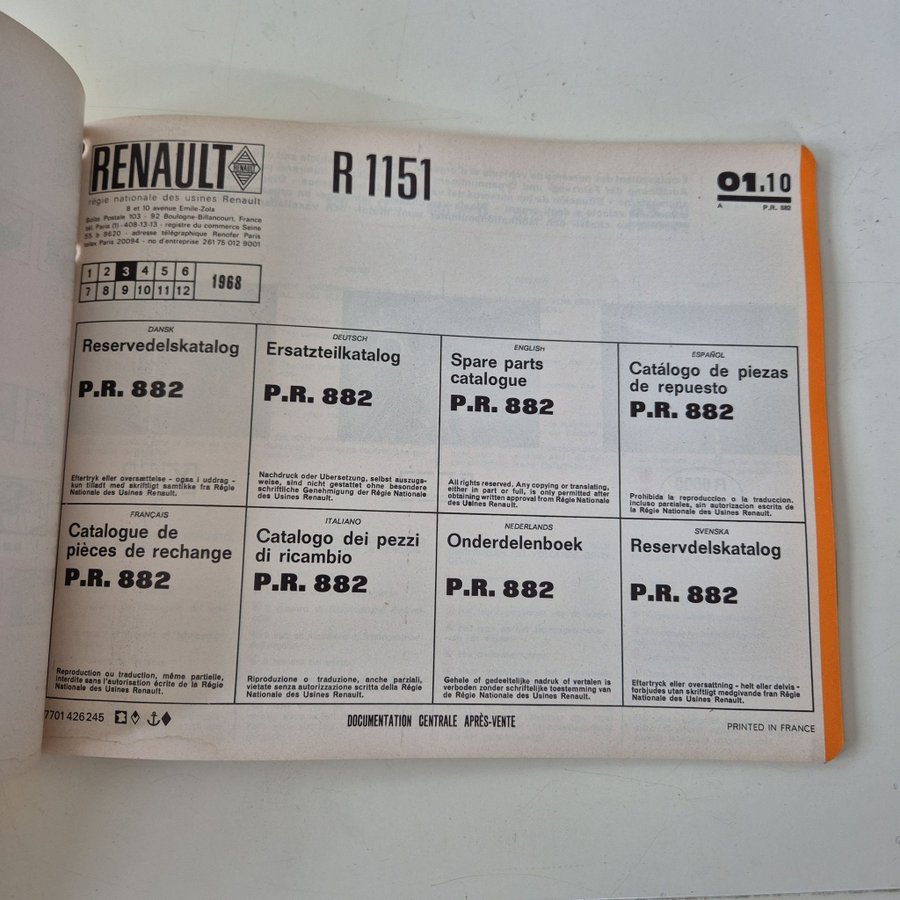 RENAULT
RENAULT
régie nationale des usines Renault
8 et 10 avenue Emile-Zola
Boîte Postale 103 - 92 Boulogne-Billancourt, France
tél. Paris (1) - 408-13-13 - registre du commerce Seine
55 b 8620 - adresse télégraphique Renofer Paris
telex Paris 20094 - no d'entreprise 261 75 012 9001
R 1151
01.10
A P.R. 882
1 2 3 4 5 6
7 8 9 10 11 12
1968
DANSK
Reservedelskatalog
P.R. 882
Eftertryk eller oversættelse - ogsa i uddrag -
kun tilladt med skriftligt samtikke fra Régie
Nationale des Usines Renault.
DEUTSCH
Ersatzteilkatalog
P.R. 882
Nachdruck oder Ubersetzung, selbst auszugs-
weise, sind nicht gestattet ohne besondere
schriftliche Genehmigung der Régie Nationale
des Usines Renault.
ENGLISH
Spare parts
catalogue
P.R. 882
All rights reserved. Any copying or translating,
either in part or full, is only permitted after
obtaining written approval from Régie Nationale
des Usines Renault.
ESPAÑOL
Catálogo de piezas
de repuesto
P.R. 882
Prohibida la reproduccion o la traduccion.
incluso parciales, sin autorizacion escrita de
la Régie Nationale des Usines Renault.
FRANÇAIS
Catalogue de
pièces de rechange
P.R. 882
Reproduction ou traduction, même partielle,
interdite sans l'autorisation écrite de la Régie
Nationale des Usines Renault.
ITALIANO
Catalogo dei pezzi
di ricambio
P.R. 882
Riproduzione o traduzione, anche parziali,
vietate senza autorizzazione scritta della Régie
Nationale des Usines Renault.
NEDERLANDS
Onderdelenboek
P.R. 882
Gehele of gedeeltelijke nadruk of vertalen is
verboden zonder schriftelijke toestemming van
de Régie Nationale des Usines Renault.
SVENSKA
Reservdelskatalog
P.R. 882
Eftertryck eller oversattning - helt eller delvis -
forbjudes utan skriftligt medgivande fran Régie
Nationale des Usines Renault.
7701 426 245
DOCUMENTATION CENTRALE APRÈS-VENTE
PRINTED IN FRANCE